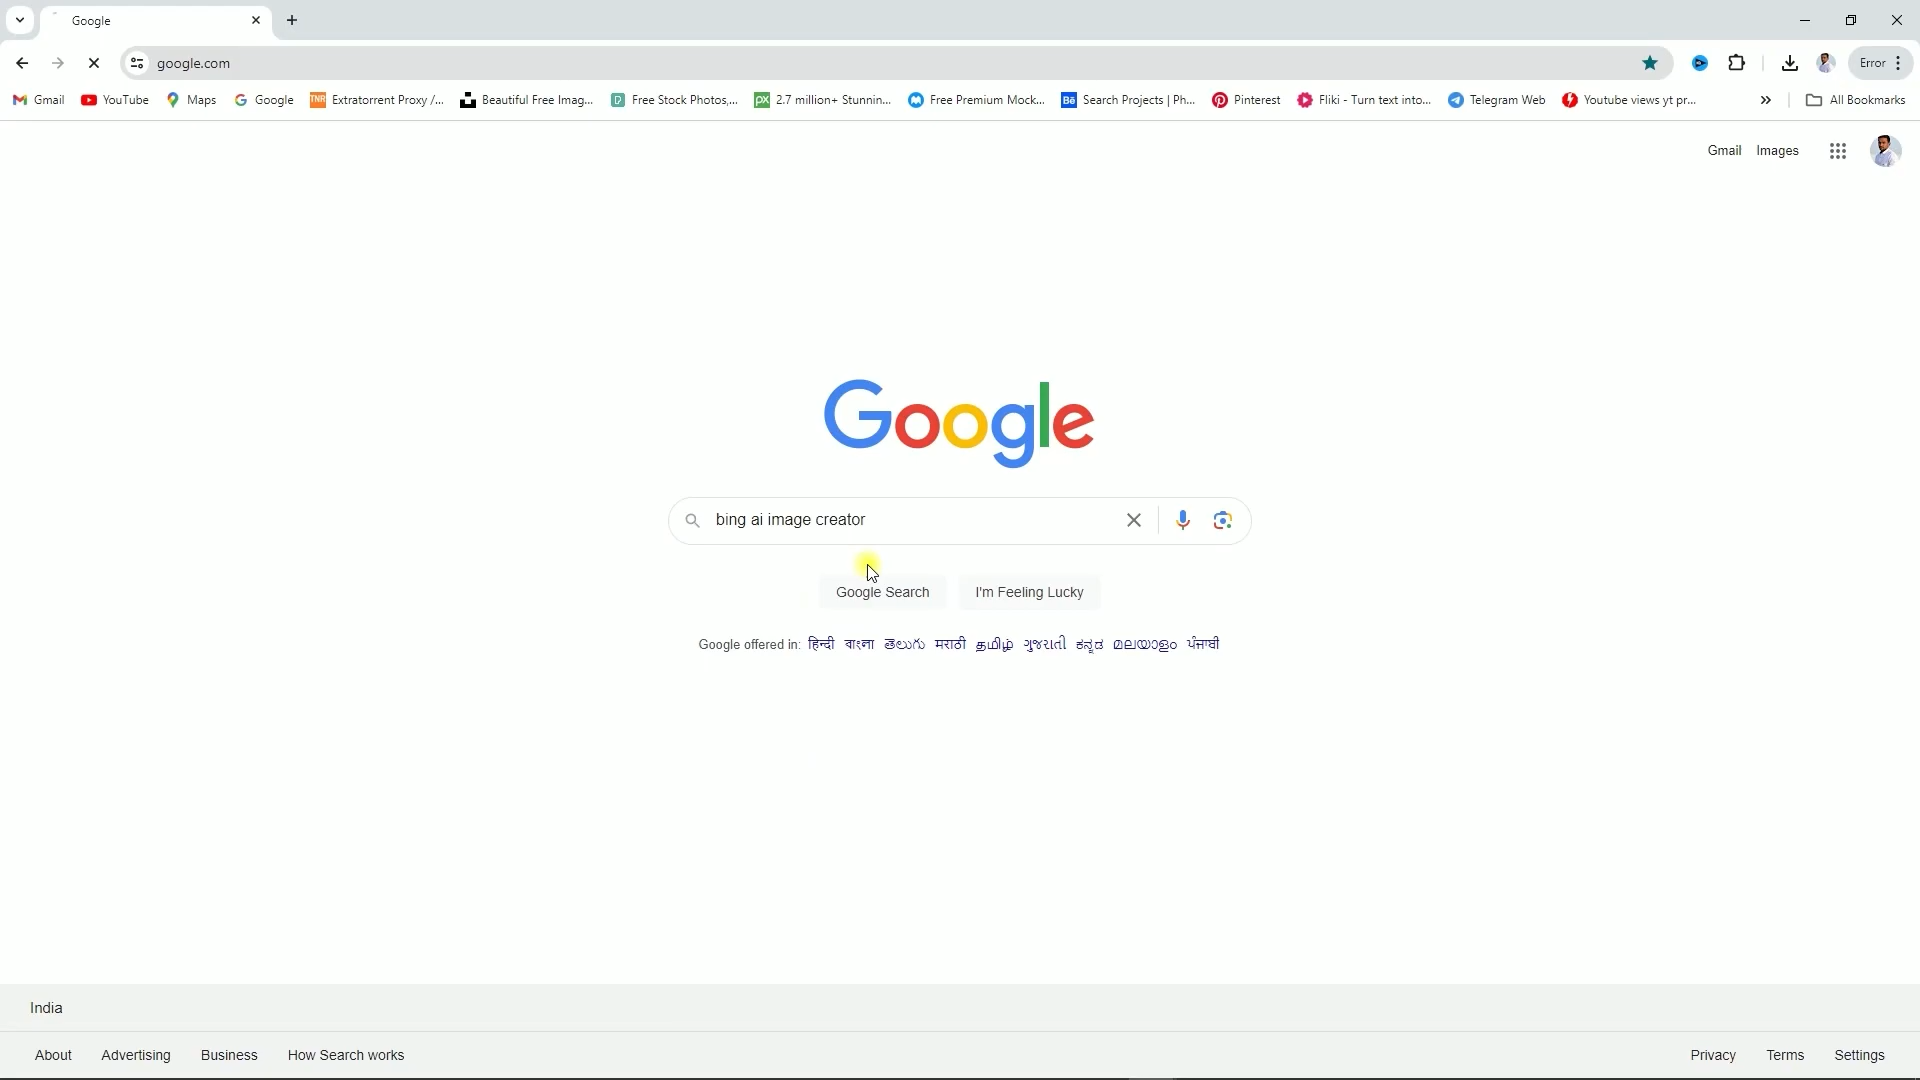 Google
google.com
Error
Gmail YouTube Maps Google Extratorrent Proxy /... Beautiful Free Imag... Free Stock Photos,... 2.7 million+ Stunnin... Free Premium Mock... Search Projects | Ph... Pinterest Fliki - Turn text into... Telegram Web Youtube views yt pr... » All Bookmarks
Gmail Images
Google
bing ai image creator
Google Search I'm Feeling Lucky
Google offered in: हिन्दी বাংলা తెలుగు मराठी தமிழ் ગુજરાતી ಕನ್ನಡ മലയാളം ਪੰਜਾਬੀ
India
About Advertising Business How Search works Privacy Terms Settings